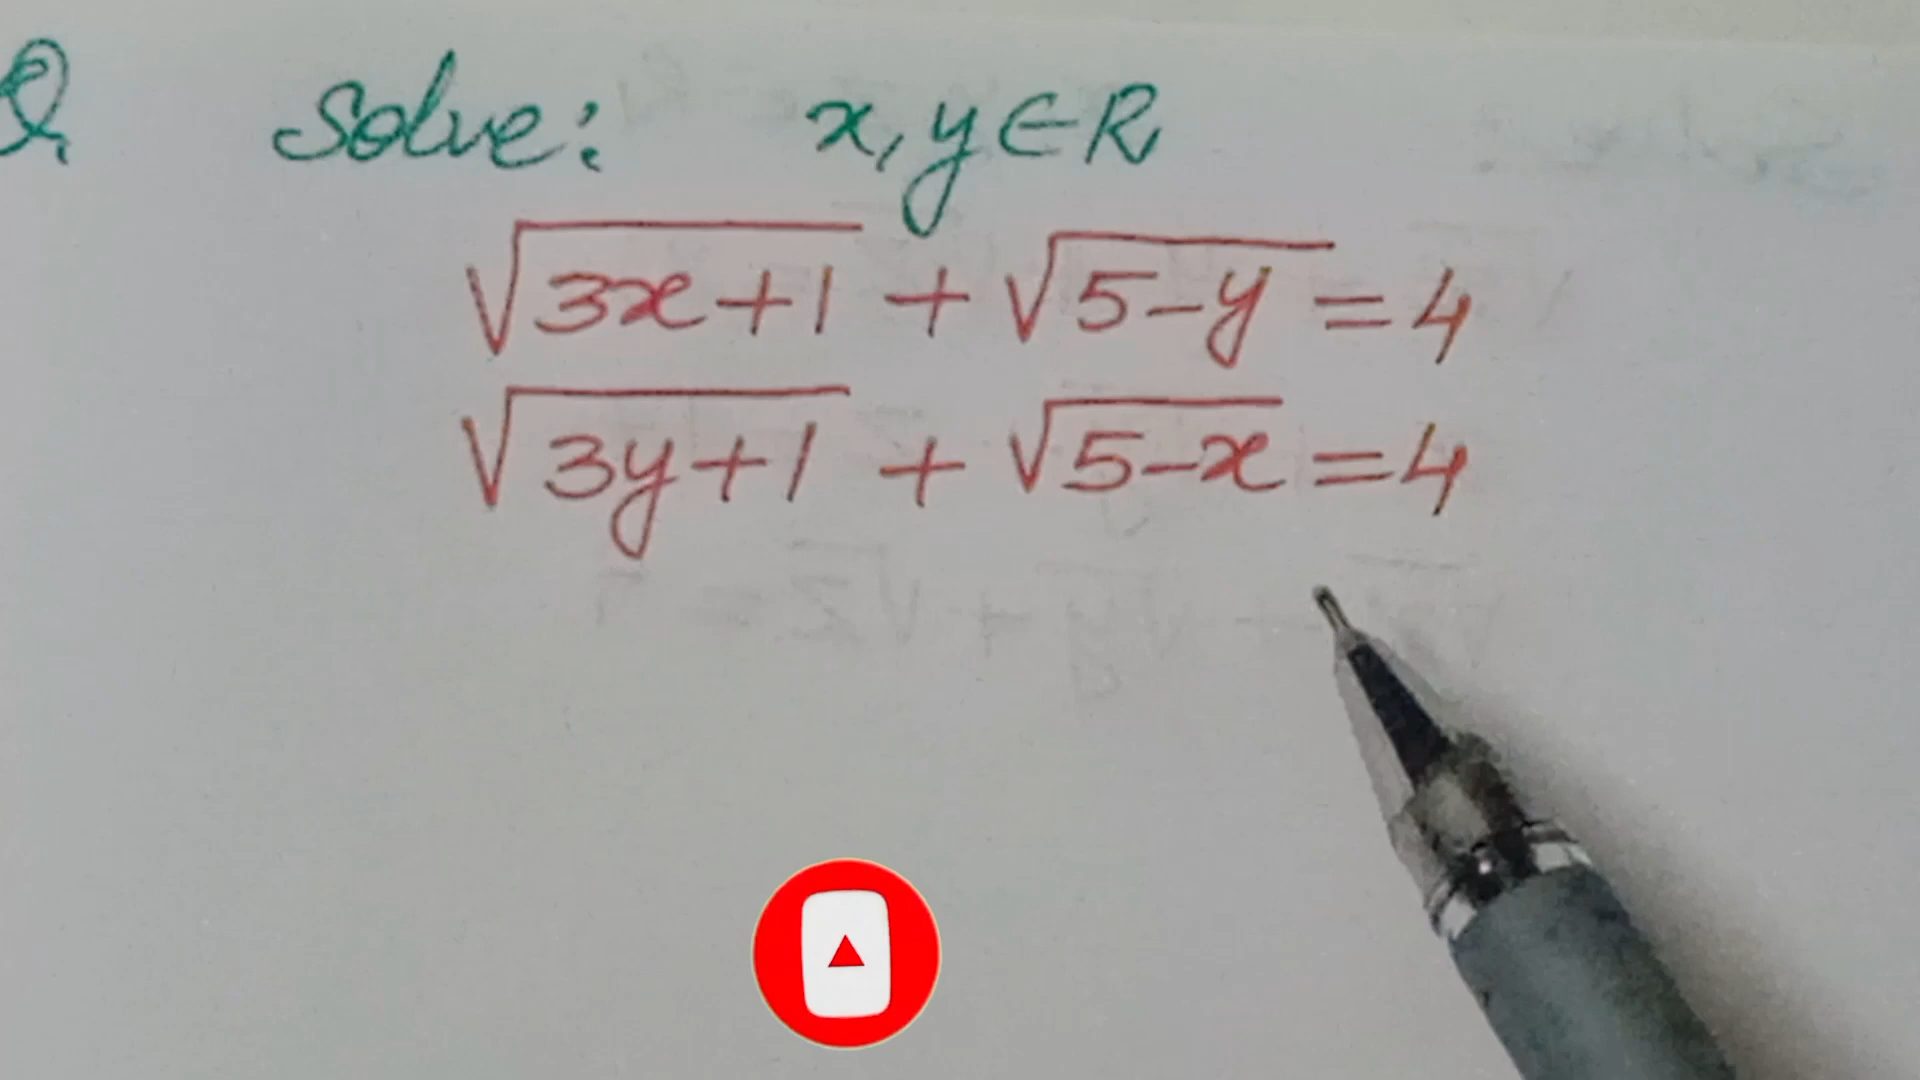 Q. Solve: x, y ∈ R
√(3x+1) + √(5-y) = 4
√(3y+1) + √(5-x) = 4